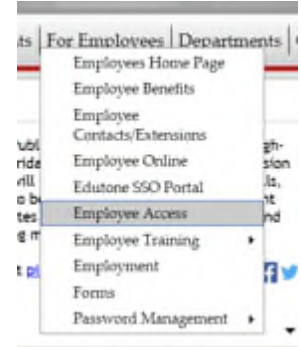 ts For Employees Departments
Employees Home Page
Employee Benefits
Employee
Contacts/Extensions
Employee Online
Edutone SSO Portal
Employee Access
Employee Training
Employment
Forms
Password Management